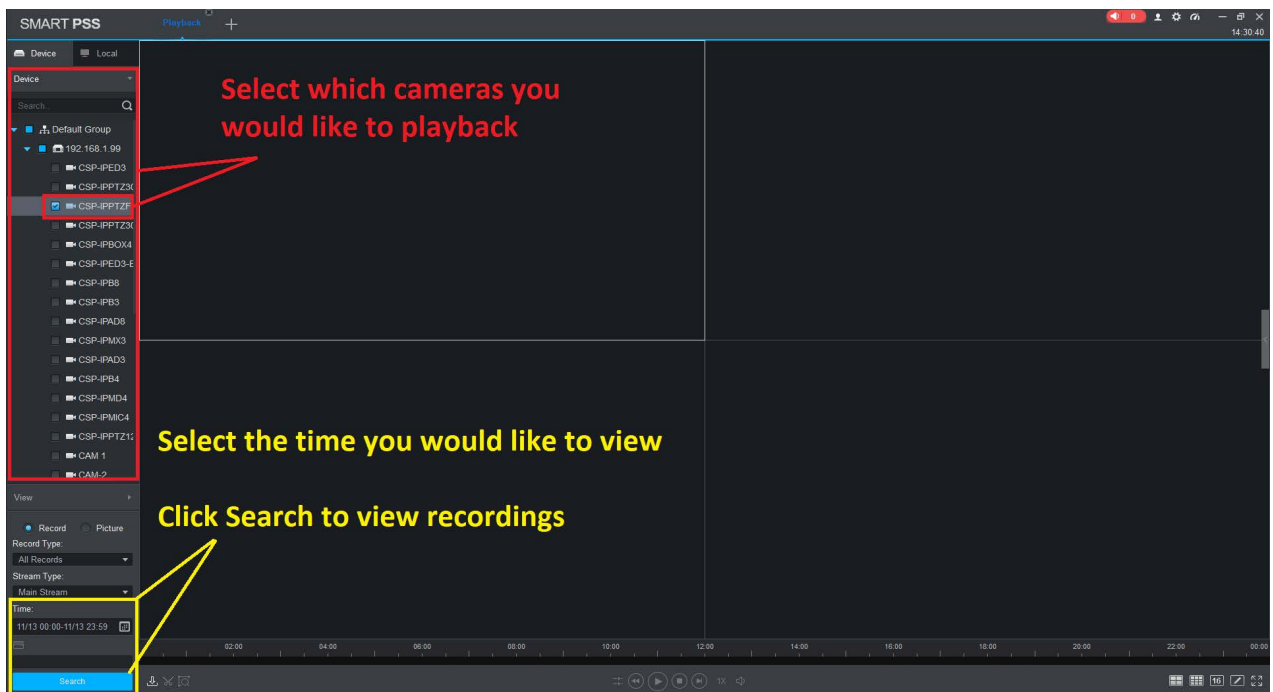 SMART PSS
Playback
0
14:30:40
Device
Local
Device
Search..
Default Group
192.168.1.99
CSP-IPED3
CSP-IPPTZ30
CSP-IPPTZF
CSP-IPPTZ30
CSP-IPBOX4
CSP-IPED3-E
CSP-IPB8
CSP-IPB3
CSP-IPAD8
CSP-IPMX3
CSP-IPAD3
CSP-IPB4
CSP-IPMD4
CSP-IPMIC4
CSP-IPPTZ12
CAM 1
CAM-2
Select which cameras you
would like to playback
Select the time you would like to view
Click Search to view recordings
View
Record
Picture
Record Type:
All Records
Stream Type:
Main Stream
Time:
11/13 00:00-11/13 23:59
Search
02:00 04:00 06:00 08:00 10:00 12:00 14:00 16:00 18:00 20:00 22:00 00:00
1X
16